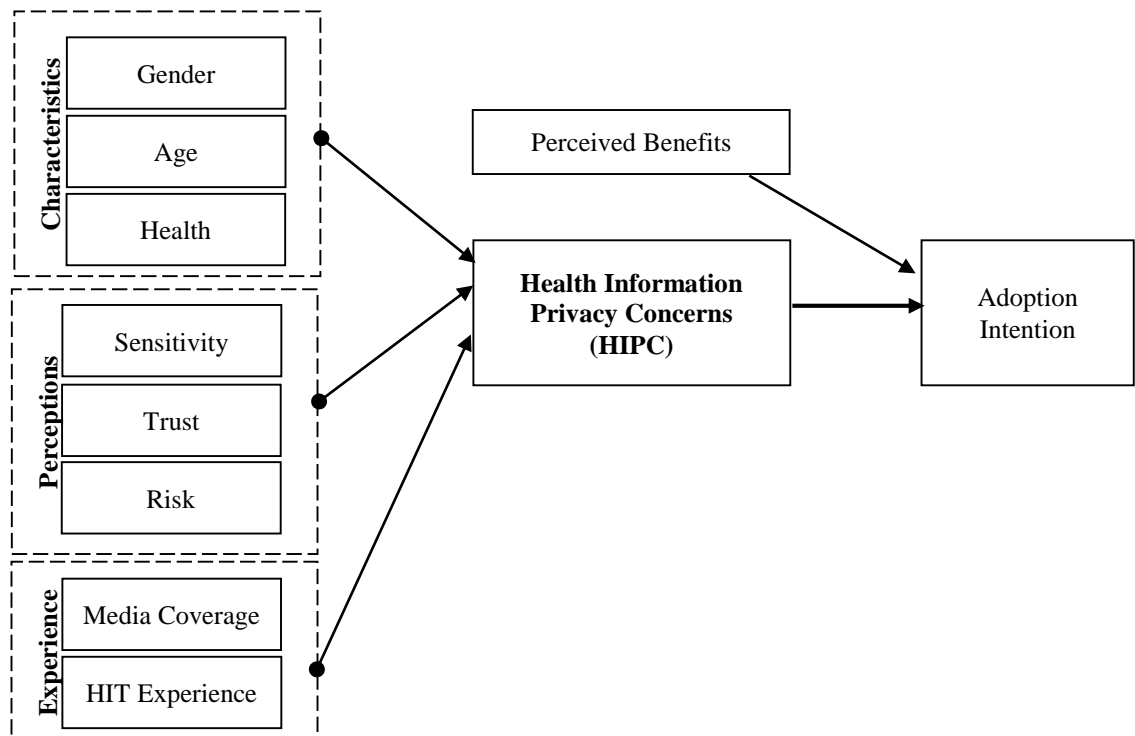 Characteristics
Gender
Age
Health
Perceptions
Sensitivity
Trust
Risk
Experience
Media Coverage
HIT Experience
Perceived Benefits
Health Information
Privacy Concerns
(HIPC)
Adoption
Intention